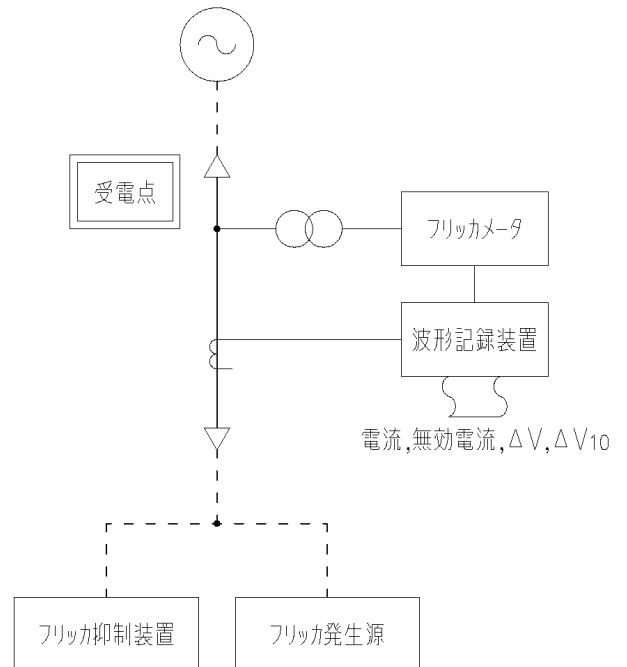 受電点
フリッカメータ
波形記録装置
電流,無効電流,ΔV,ΔV10
フリッカ抑制装置
フリッカ発生源